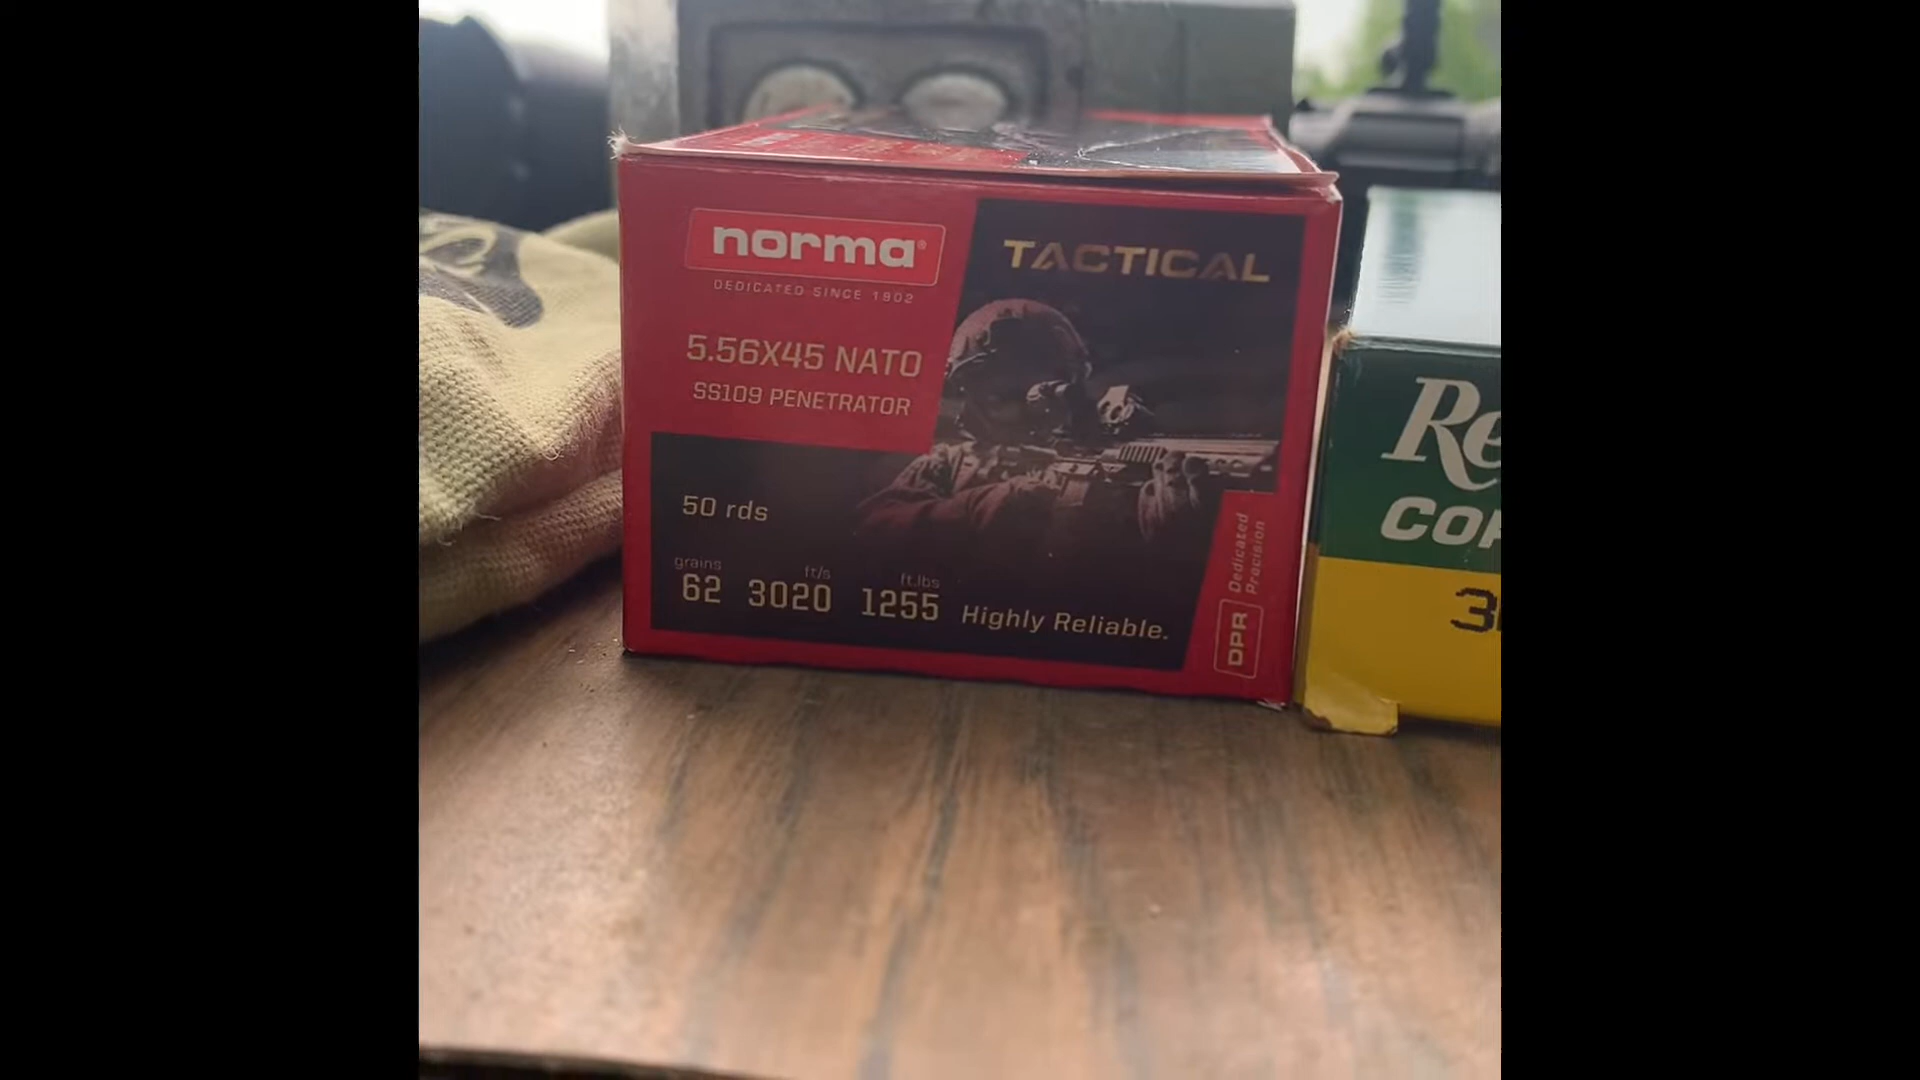 norma®
DEDICATED SINCE 1902
TACTICAL
5.56X45 NATO
SS109 PENETRATOR
50 rds
grains ft/s ft.lbs
62 3020 1255 Highly Reliable.
DPR Dedicated
Precision
Re
COR
3